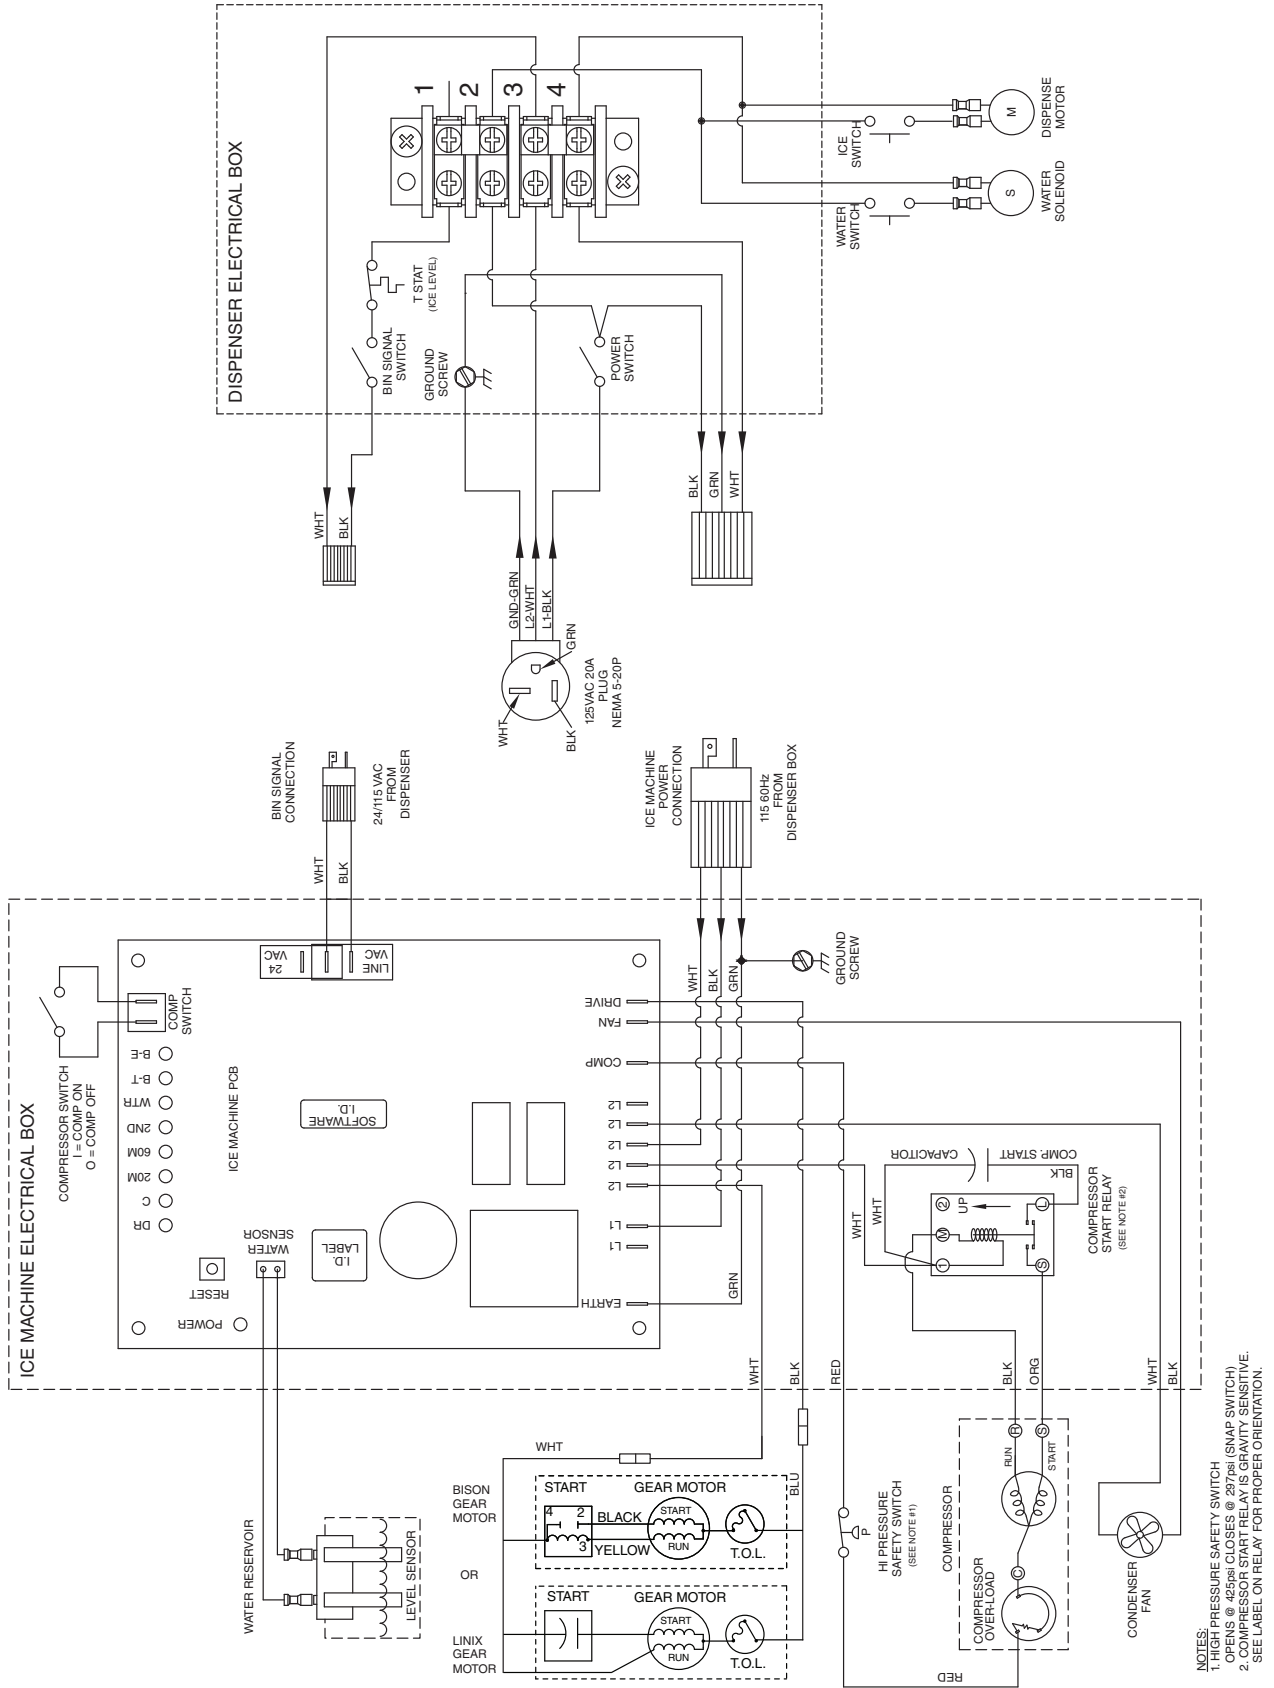 DISPENSER ELECTRICAL BOX
1
2
3
4
ICE
SWITCH
M
DISPENSE
MOTOR
WATER
SWITCH
S
WATER
SOLENOID
T STAT
(ICE LEVEL)
BIN SIGNAL
SWITCH
GROUND
SCREW
POWER
SWITCH
WHT
BLK
GND-GRN
L2-WHT
L1-BLK
BLK
GRN
WHT
GRN
WHT
BLK
125VAC 20A
PLUG
NEMA 5-20P
BIN SIGNAL
CONNECTION
24/115 VAC
FROM
DISPENSER
WHT
BLK
ICE MACHINE
POWER
CONNECTION
115 60Hz
FROM
DISPENSER BOX
ICE MACHINE ELECTRICAL BOX
COMPRESSOR SWITCH
I = COMP ON
O = COMP OFF
COMP
SWITCH
24
VAC
LINE
VAC
B-E
B-T
WTR
2ND
60M
20M
C
DR
ICE MACHINE PCB
SOFTWARE
I.D.
I.D.
LABEL
WATER
SENSOR
RESET
POWER
DRIVE
FAN
COMP
L2
L2
L2
L2
L2
L1
L1
EARTH
WHT
BLK
GRN
GROUND
SCREW
GRN
WHT
WHT
CAPACITOR
COMP. START
BLK
2
UP
M
L
1
S
COMPRESSOR
START RELAY
(SEE NOTE #2)
WHT
BLK
RED
BLK
ORG
WHT
BLK
WATER RESERVOIR
LEVEL SENSOR
WHT
BISON
GEAR
MOTOR
START
GEAR MOTOR
4
2
3
BLACK
YELLOW
START
RUN
T.O.L.
BLU
OR
LINIX
GEAR
MOTOR
START
GEAR MOTOR
START
RUN
T.O.L.
P
HI PRESSURE
SAFETY SWITCH
(SEE NOTE #1)
COMPRESSOR
RUN
R
START
S
C
COMPRESSOR
OVER-LOAD
RED
CONDENSER
FAN
NOTES:
1. HIGH PRESSURE SAFETY SWITCH
OPENS @ 425psi CLOSES @ 297psi (SNAP SWITCH)
2. COMPRESSOR START RELAY IS GRAVITY SENSITIVE.
SEE LABEL ON RELAY FOR PROPER ORIENTATION.